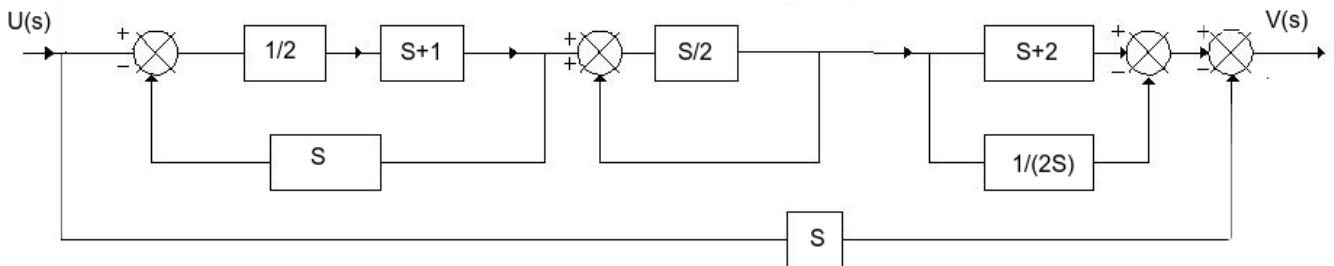 U(s)
V(s)
+
−
1/2
S+1
+
+
S/2
S+2
+
−
+
−
S
1/(2S)
S